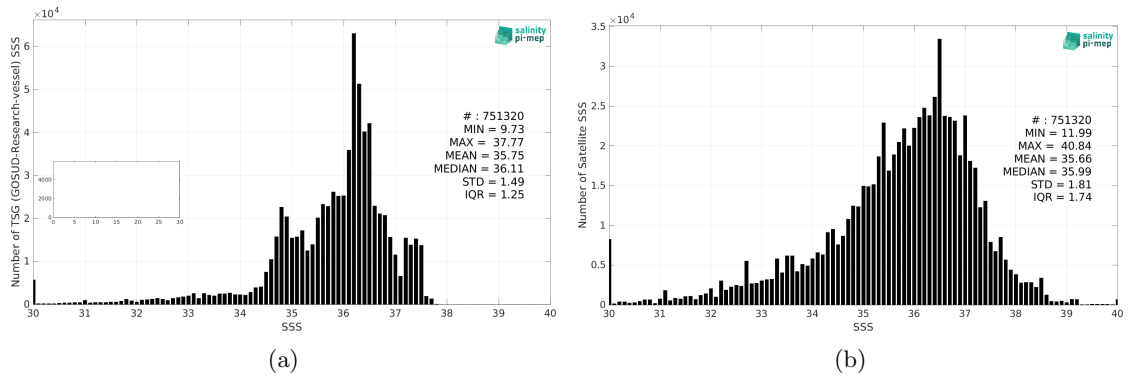 ×10⁴
6
5
4
3
2
1
0
Number of TSG (GOSUD-Research-vessel) SSS
salinity
pi-mep
# : 751320
MIN = 9.73
MAX = 37.77
MEAN = 35.75
MEDIAN = 36.11
STD = 1.49
IQR = 1.25
4000
2000
0
0 5 10 15 20 25 30
30 31 32 33 34 35 36 37 38 39 40
SSS
(a)
×10⁴
3.5
3
2.5
2
1.5
1
0.5
0
Number of Satellite SSS
salinity
pi-mep
# : 751320
MIN = 11.99
MAX = 40.84
MEAN = 35.66
MEDIAN = 35.99
STD = 1.81
IQR = 1.74
30 31 32 33 34 35 36 37 38 39 40
SSS
(b)